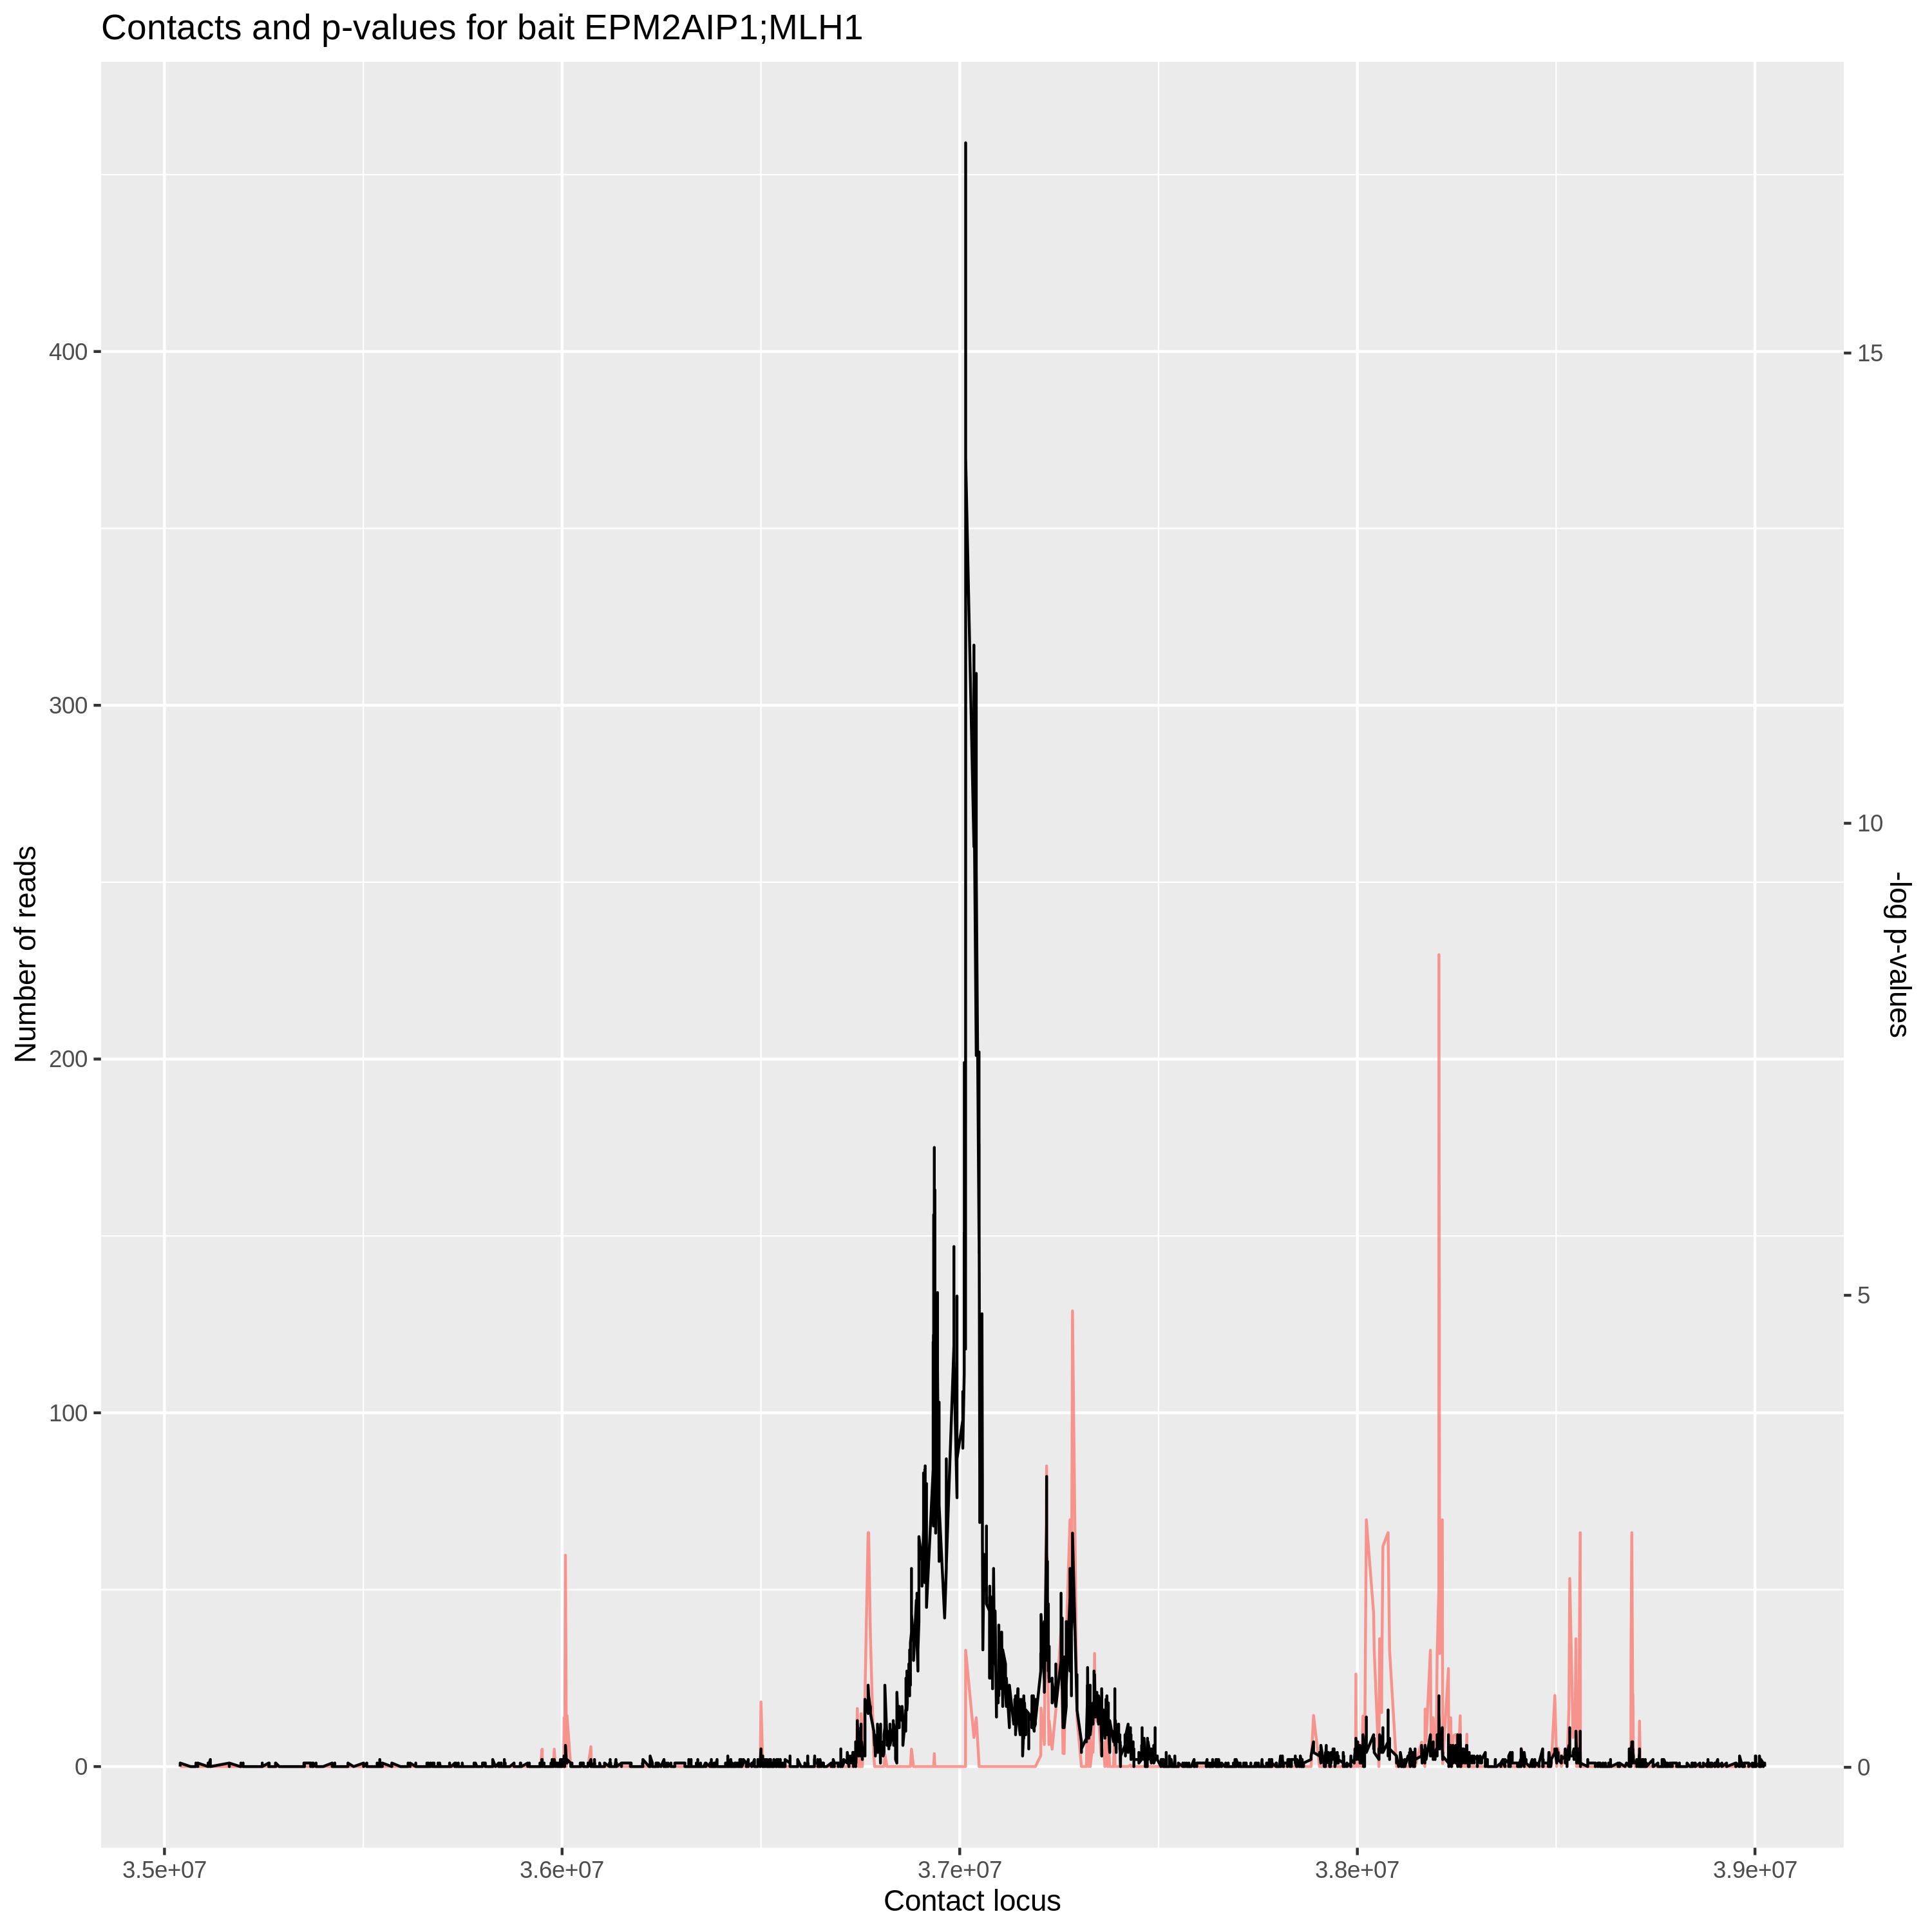 Contacts and p-values for bait EPM2AIP1;MLH1
400
300
200
100
0
Number of reads
15
10
5
0
-log p-values
3.5e+07
3.6e+07
3.7e+07
3.8e+07
3.9e+07
Contact locus